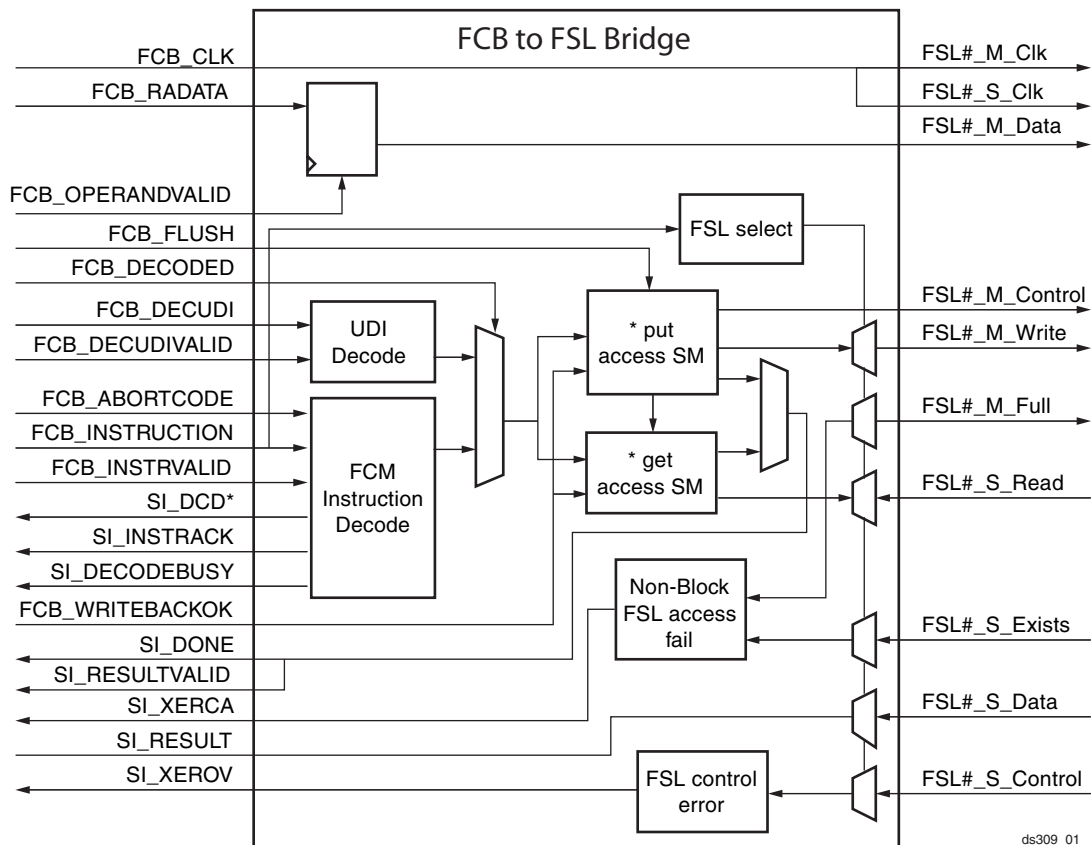 FCB to FSL Bridge
FCB_CLK
FCB_RADATA
FCB_OPERANDVALID
FCB_FLUSH
FCB_DECODED
FCB_DECUDI
FCB_DECUDIVALID
FCB_ABORTCODE
FCB_INSTRUCTION
FCB_INSTRVALID
SI_DCD*
SI_INSTRACK
SI_DECODEBUSY
FCB_WRITEBACKOK
SI_DONE
SI_RESULTVALID
SI_XERCA
SI_RESULT
SI_XEROV
UDI
Decode
FCM
Instruction
Decode
FSL select
* put
access SM
* get
access SM
Non-Block
FSL access
fail
FSL control
error
FSL#_M_Clk
FSL#_S_Clk
FSL#_M_Data
FSL#_M_Control
FSL#_M_Write
FSL#_M_Full
FSL#_S_Read
FSL#_S_Exists
FSL#_S_Data
FSL#_S_Control
ds309_01